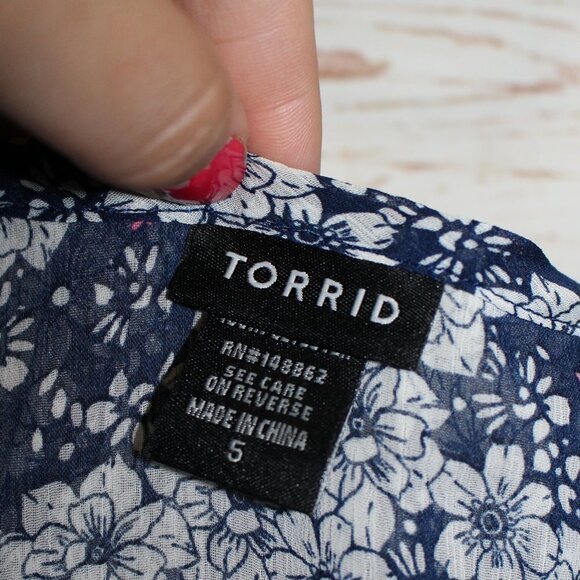 TORRID
RN#148862
SEE CARE
ON REVERSE
MADE IN CHINA
5